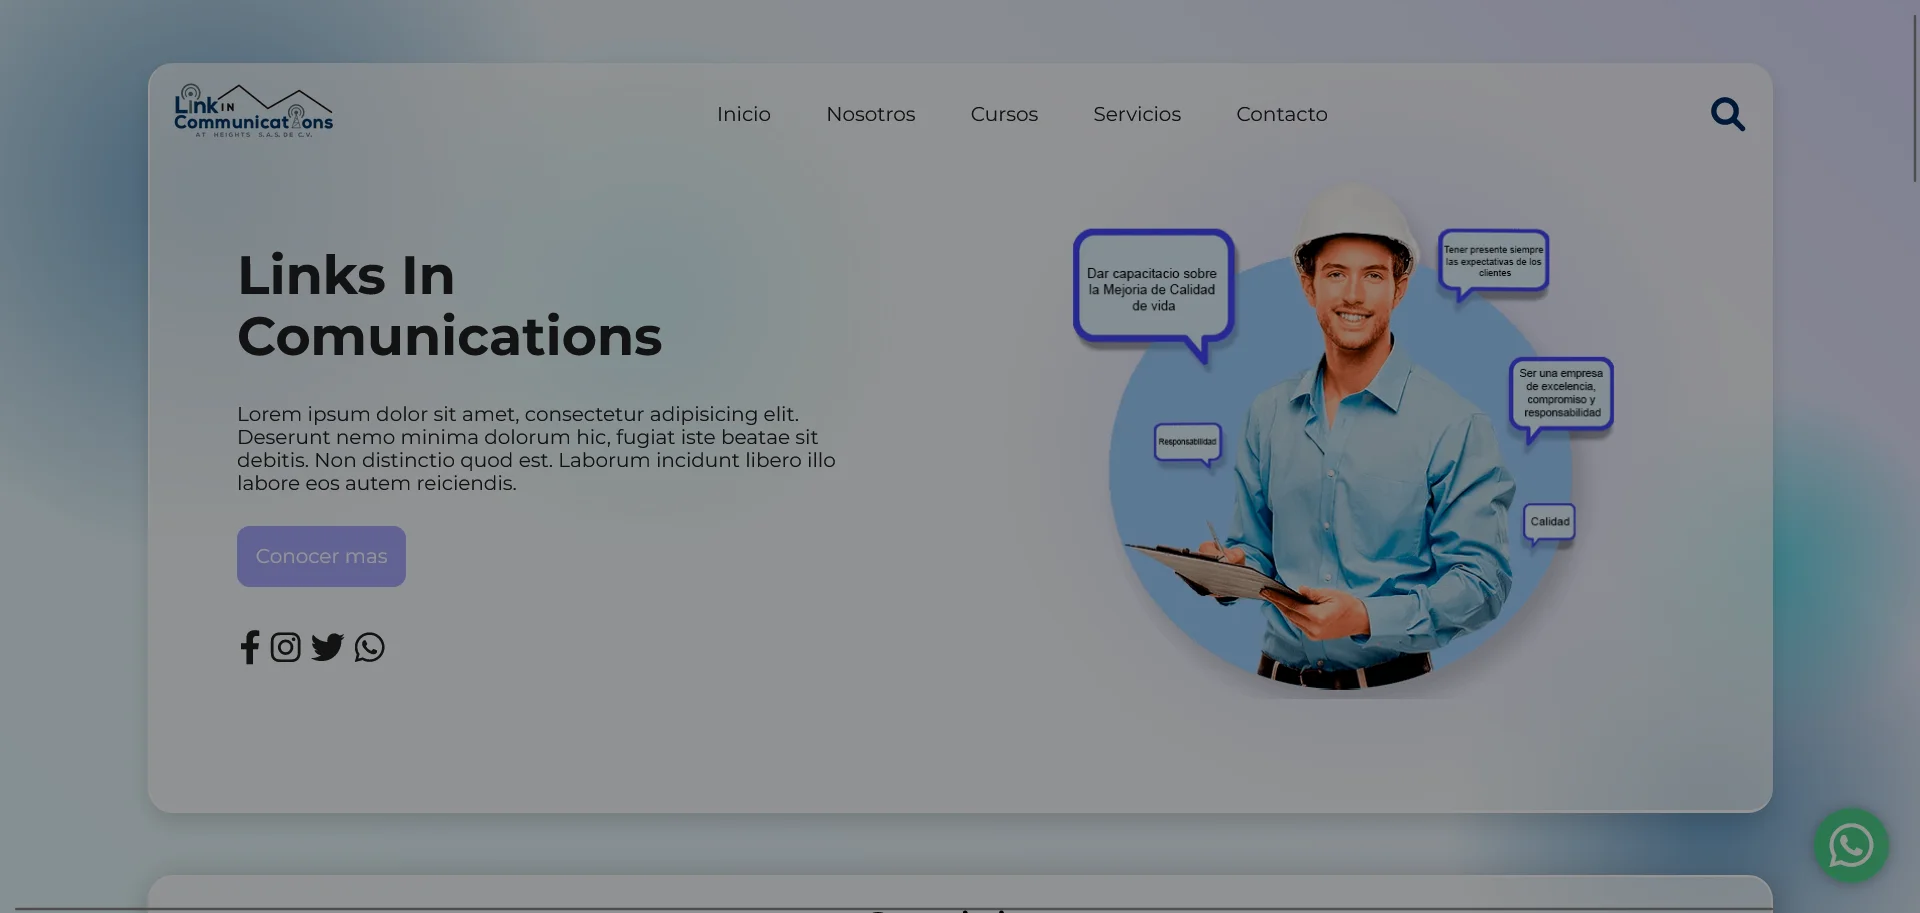 Link IN
Communications
AT HEIGHTS S.A.S. DE C.V.
Inicio Nosotros Cursos Servicios Contacto
Links In
Comunications
Lorem ipsum dolor sit amet, consectetur adipisicing elit.
Deserunt nemo minima dolorum hic, fugiat iste beatae sit
debitis. Non distinctio quod est. Laborum incidunt libero illo
labore eos autem reiciendis.
Conocer mas
Dar capacitacio sobre
la Mejoria de Calidad
de vida
Tener presente siempre
las expectativas de los
clientes
Ser una empresa
de excelencia,
compromiso y
responsabilidad
Responsabilidad
Calidad